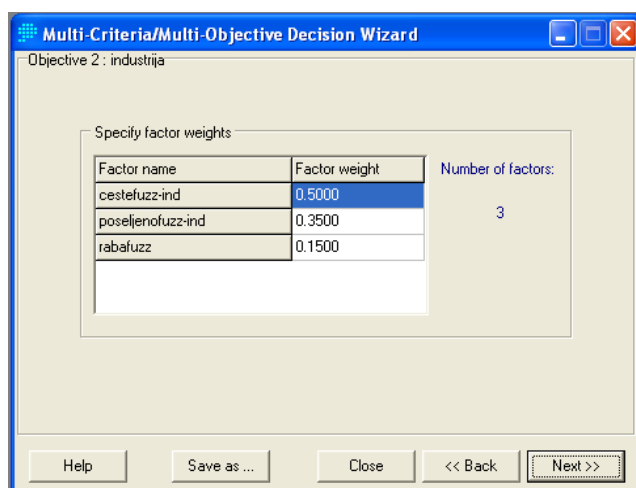 Multi-Criteria/Multi-Objective Decision Wizard
Objective 2 : industrija
Specify factor weights
Factor name Factor weight
Number of factors:
cestefuzz-ind 0.5000
poseljenofuzz-ind 0.3500
3
rabafuzz 0.1500
Help Save as ... Close << Back Next >>